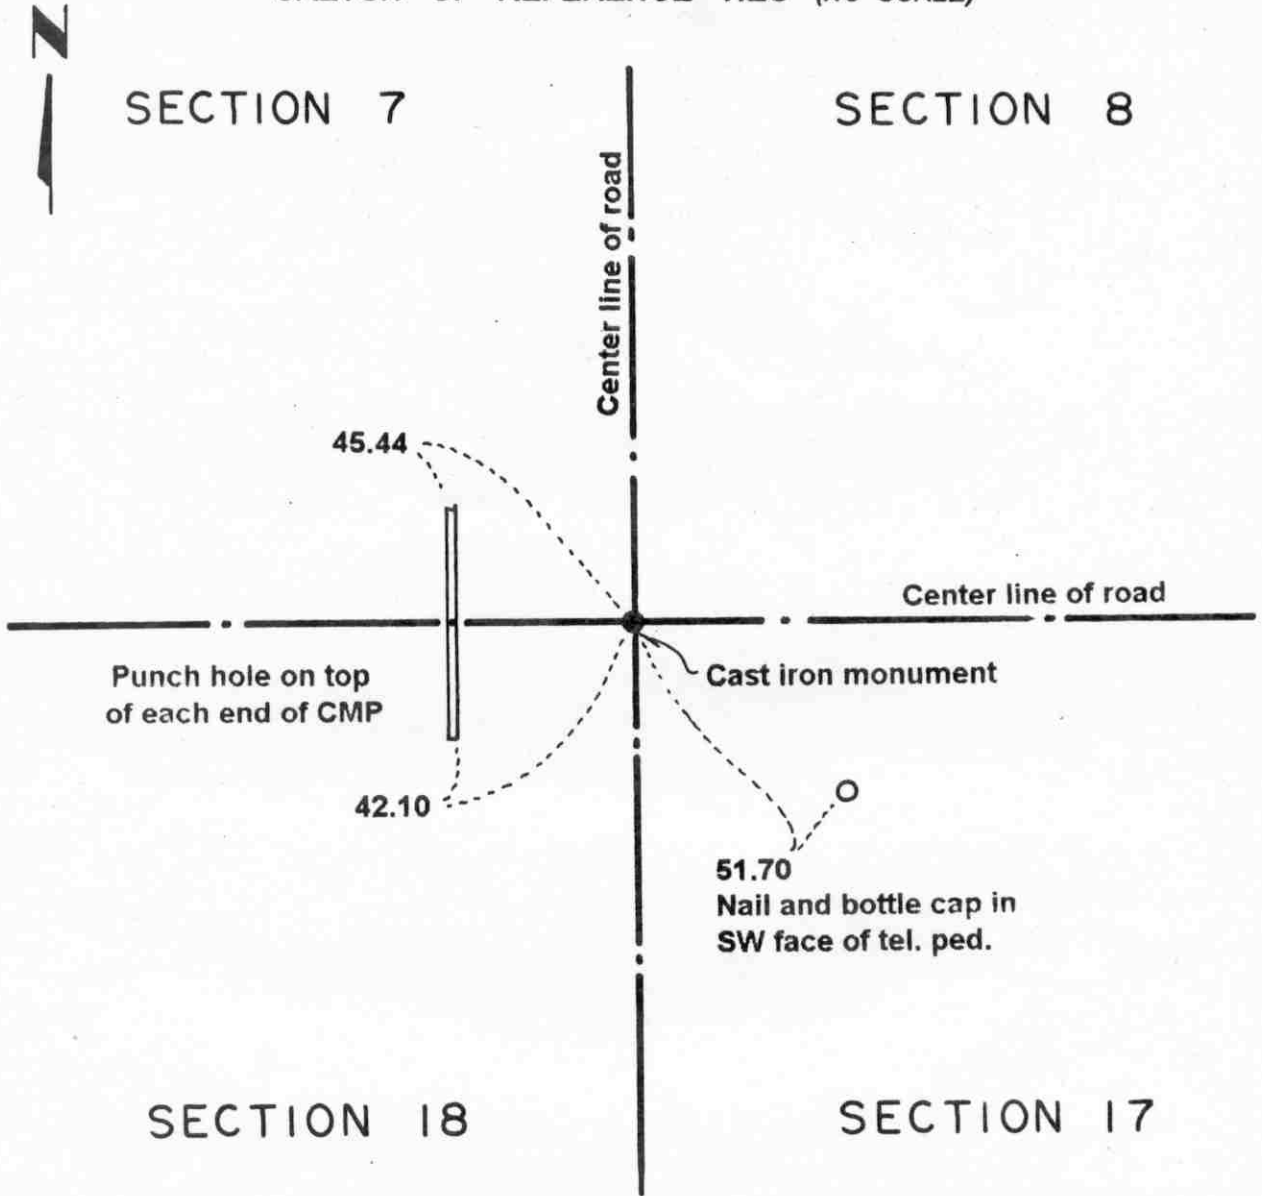 (NO SCALE)
N
SECTION 7
SECTION 8
Center line of road
45.44
Center line of road
Punch hole on top
of each end of CMP
Cast iron monument
42.10
51.70
Nail and bottle cap in
SW face of tel. ped.
SECTION 18
SECTION 17